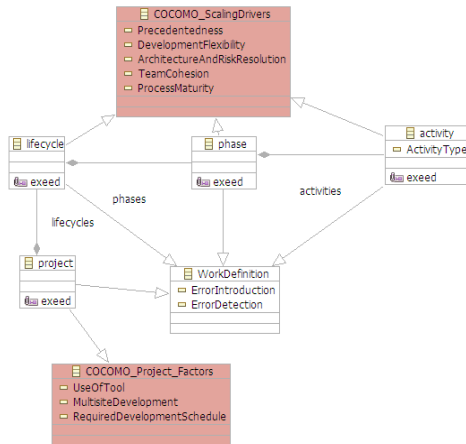 COCOMO_ScalingDrivers
Precedentedness
DevelopmentFlexibility
ArchitectureAndRiskResolution
TeamCohesion
ProcessMaturity
lifecycle
exeed
phase
exeed
activity
ActivityType
exeed
phases
activities
lifecycles
project
exeed
WorkDefinition
ErrorIntroduction
ErrorDetection
COCOMO_Project_Factors
UseOfTool
MultisiteDevelopment
RequiredDevelopmentSchedule